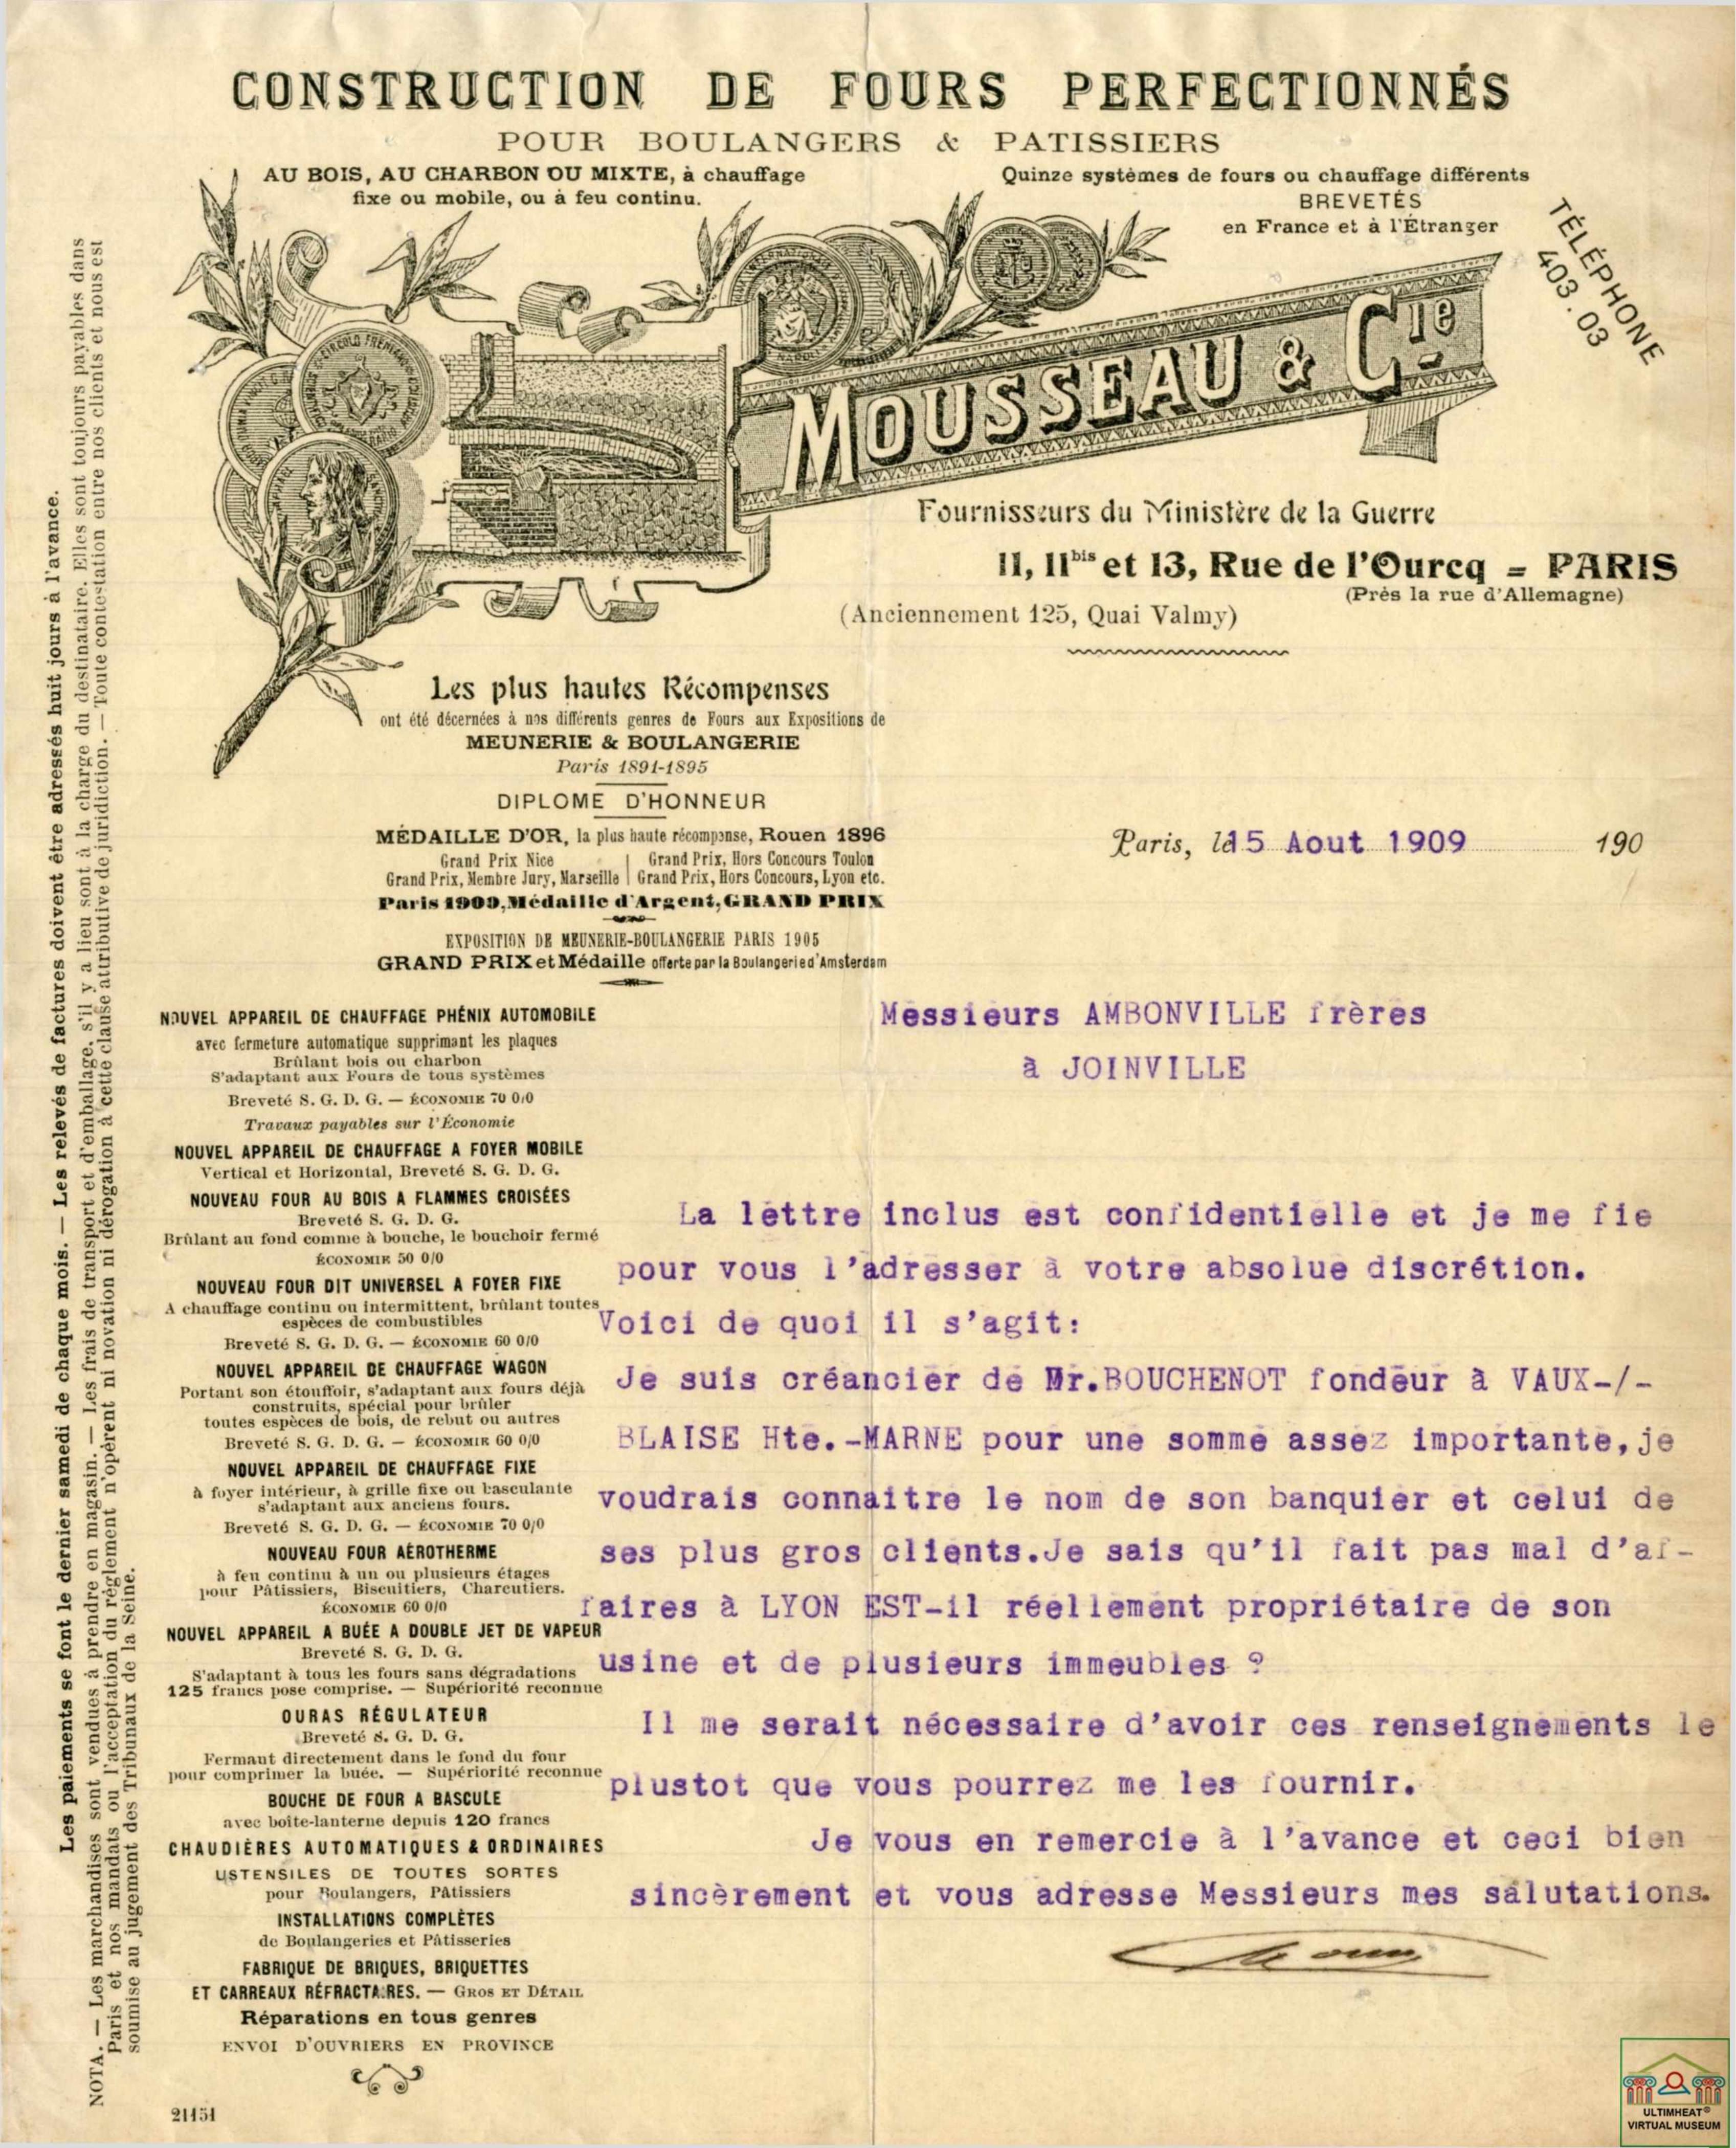 CONSTRUCTION DE FOURS PERFECTIONNÉS
POUR BOULANGERS & PATISSIERS
AU BOIS, AU CHARBON OU MIXTE, à chauffage
fixe ou mobile, ou à feu continu.
Quinze systèmes de fours ou chauffage différents
BREVETÉS
en France et à l'Étranger
TÉLÉPHONE
403.03
MOUSSEAU & Cie
Fournisseurs du Ministère de la Guerre
11, 11bis et 13, Rue de l'Ourcq = PARIS
(Près la rue d'Allemagne)
(Anciennement 125, Quai Valmy)
Les plus hautes Récompenses
ont été décernées à nos différents genres de Fours aux Expositions de
MEUNERIE & BOULANGERIE
Paris 1891-1895
DIPLOME D'HONNEUR
MÉDAILLE D'OR, la plus haute récompense, Rouen 1896
Grand Prix Nice | Grand Prix, Hors Concours Toulon
Grand Prix, Membre Jury, Marseille | Grand Prix, Hors Concours, Lyon etc.
Paris 1900, Médaille d'Argent, GRAND PRIX
EXPOSITION DE MEUNERIE-BOULANGERIE PARIS 1905
GRAND PRIX et Médaille offerte par la Boulangerie d'Amsterdam
Paris, le 15 Aout 1909 190
NOUVEL APPAREIL DE CHAUFFAGE PHÉNIX AUTOMOBILE
avec fermeture automatique supprimant les plaques
Brûlant bois ou charbon
S'adaptant aux Fours de tous systèmes
Breveté S. G. D. G. — ÉCONOMIE 70 0/0
Travaux payables sur l'Économie
NOUVEL APPAREIL DE CHAUFFAGE A FOYER MOBILE
Vertical et Horizontal, Breveté S. G. D. G.
NOUVEAU FOUR AU BOIS A FLAMMES CROISÉES
Breveté S. G. D. G.
Brûlant au fond comme à bouche, le bouchoir fermé
ÉCONOMIE 50 0/0
NOUVEAU FOUR DIT UNIVERSEL A FOYER FIXE
A chauffage continu ou intermittent, brûlant toutes
espèces de combustibles
Breveté S. G. D. G. — ÉCONOMIE 60 0/0
NOUVEL APPAREIL DE CHAUFFAGE WAGON
Portant son étouffoir, s'adaptant aux fours déjà
construits, spécial pour brûler
toutes espèces de bois, de rebut ou autres
Breveté S. G. D. G. — ÉCONOMIE 60 0/0
NOUVEL APPAREIL DE CHAUFFAGE FIXE
à foyer intérieur, à grille fixe ou basculante
s'adaptant aux anciens fours.
Breveté S. G. D. G. — ÉCONOMIE 70 0/0
NOUVEAU FOUR AÉROTHERME
à feu continu à un ou plusieurs étages
pour Pâtissiers, Biscuitiers, Charcutiers.
ÉCONOMIE 60 0/0
NOUVEL APPAREIL A BUÉE A DOUBLE JET DE VAPEUR
Breveté S. G. D. G.
S'adaptant à tous les fours sans dégradations
125 francs pose comprise. — Supériorité reconnue
OURAS RÉGULATEUR
Breveté S. G. D. G.
Fermant directement dans le fond du four
pour comprimer la buée. — Supériorité reconnue
BOUCHE DE FOUR A BASCULE
avec boîte-lanterne depuis 120 francs
CHAUDIÈRES AUTOMATIQUES & ORDINAIRES
USTENSILES DE TOUTES SORTES
pour Boulangers, Pâtissiers
INSTALLATIONS COMPLÈTES
de Boulangeries et Pâtisseries
FABRIQUE DE BRIQUES, BRIQUETTES
ET CARREAUX RÉFRACTAIRES. — GROS ET DÉTAIL
Réparations en tous genres
ENVOI D'OUVRIERS EN PROVINCE
21151
Messieurs AMBONVILLE frères
à JOINVILLE
La lettre inclus est confidentielle et je me fie
pour vous l'adresser à votre absolue discrétion.
Voici de quoi il s'agit:
Je suis créancier de Mr.BOUCHENOT fondeur à VAUX-/-
BLAISE Hte.-MARNE pour une somme assez importante, je
voudrais connaitre le nom de son banquier et celui de
ses plus gros clients.Je sais qu'il fait pas mal d'af-
faires à LYON EST-il réellement propriétaire de son
usine et de plusieurs immeubles ?
Il me serait nécessaire d'avoir ces renseignements le
plustot que vous pourrez me les fournir.
Je vous en remercie à l'avance et ceci bien
sincèrement et vous adresse Messieurs mes salutations.
Les paiements se font le dernier samedi de chaque mois. — Les relevés de factures doivent être adressés huit jours à l'avance.
NOTA. — Les marchandises sont vendues à prendre en magasin. — Les frais de transport et d'emballage, s'il y a lieu sont à la charge du destinataire. Elles sont toujours payables dans
Paris et nos mandats ou l'acceptation du règlement n'opèrent ni novation ni dérogation à cette clause attributive de juridiction. — Toute contestation entre nos clients et nous est
soumise au jugement des Tribunaux de la Seine.
ULTIMHEAT®
VIRTUAL MUSEUM